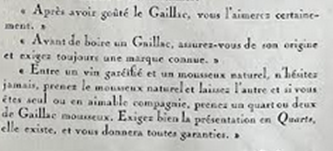 « Après avoir goûté le Gaillac, vous l'aimerez certaine-
ment. »
« Avant de boire un Gaillac, assurez-vous de son origine
et exigez toujours une marque connue. »
« Entre un vin gazéifié et un mousseux naturel, n'hésitez
jamais, prenez le mousseux naturel et laissez l'autre et si vous
êtes seul ou en aimable compagnie, prenez un quart ou deux
de Gaillac mousseux. Exigez bien la présentation en Quarts,
elle existe, et vous donnera toutes garanties. »